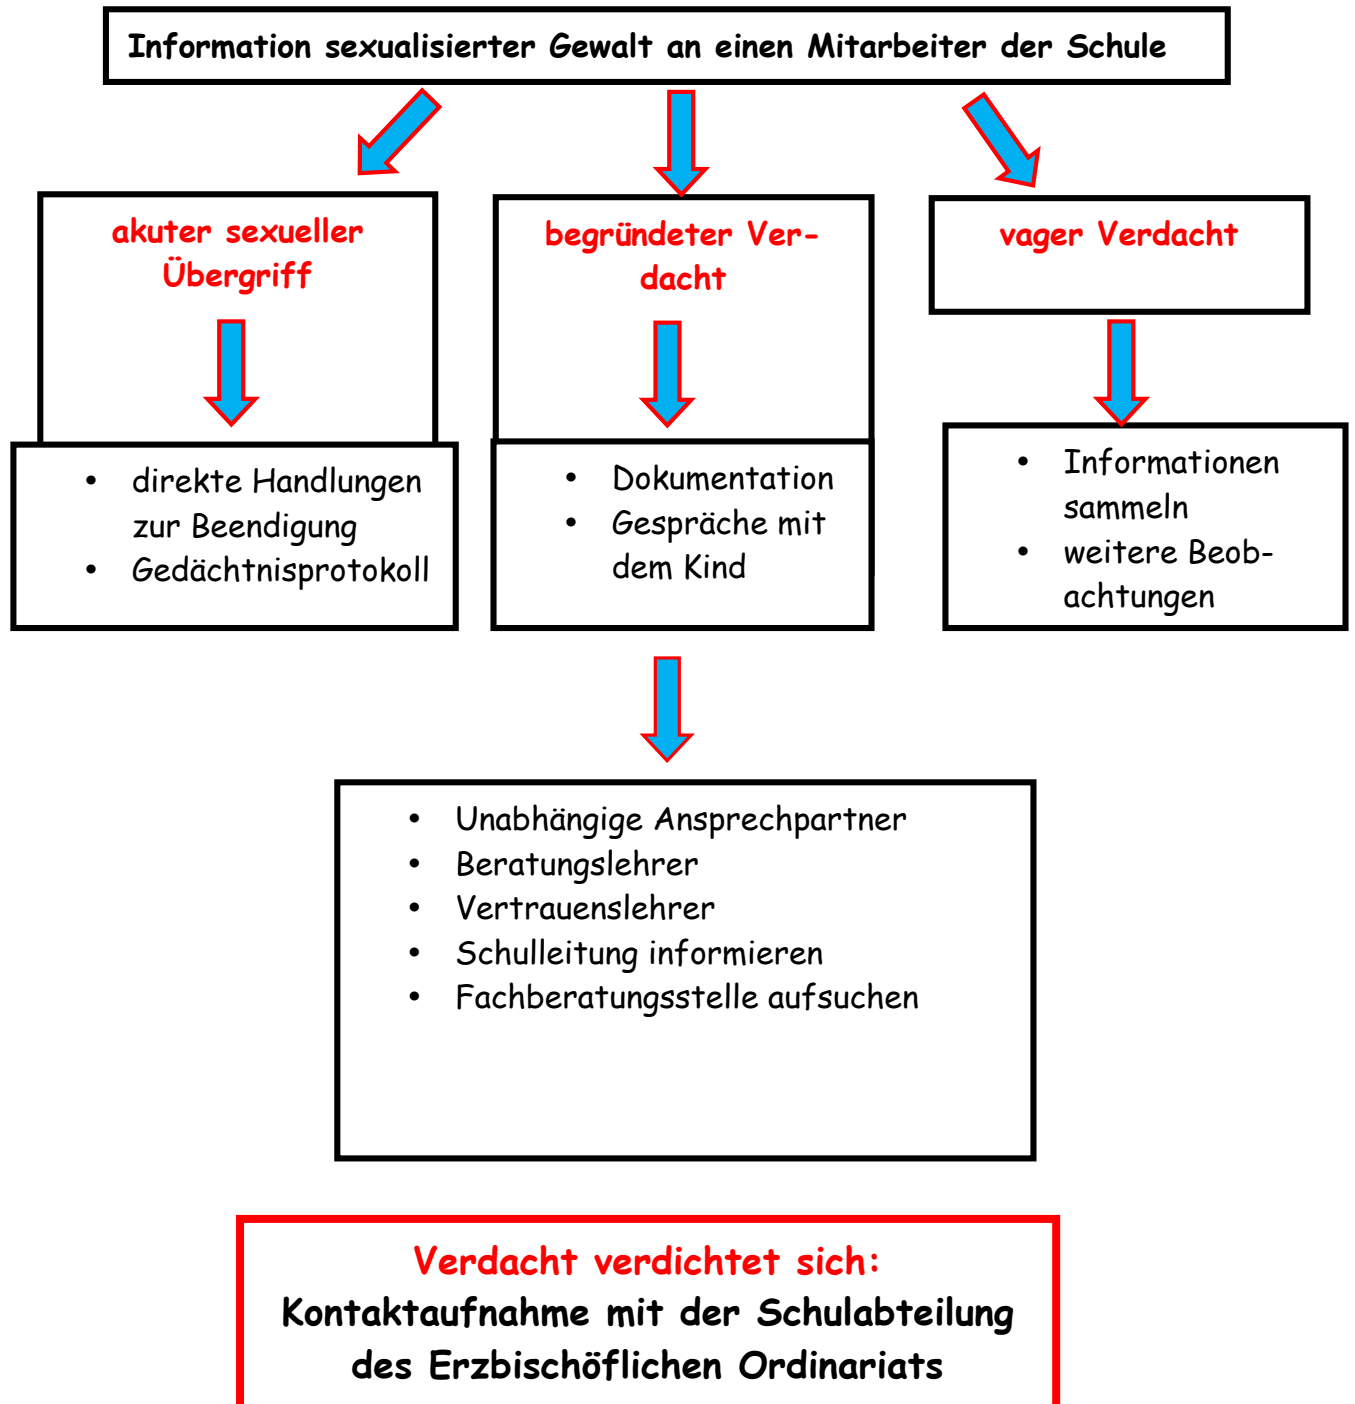 Information sexualisierter Gewalt an einen Mitarbeiter der Schule
akuter sexueller
Übergriff
begründeter Ver-
dacht
vager Verdacht
• direkte Handlungen
zur Beendigung
• Gedächtnisprotokoll
• Dokumentation
• Gespräche mit
dem Kind
• Informationen
sammeln
• weitere Beob-
achtungen
• Unabhängige Ansprechpartner
• Beratungslehrer
• Vertrauenslehrer
• Schulleitung informieren
• Fachberatungsstelle aufsuchen
Verdacht verdichtet sich:
Kontaktaufnahme mit der Schulabteilung
des Erzbischöflichen Ordinariats